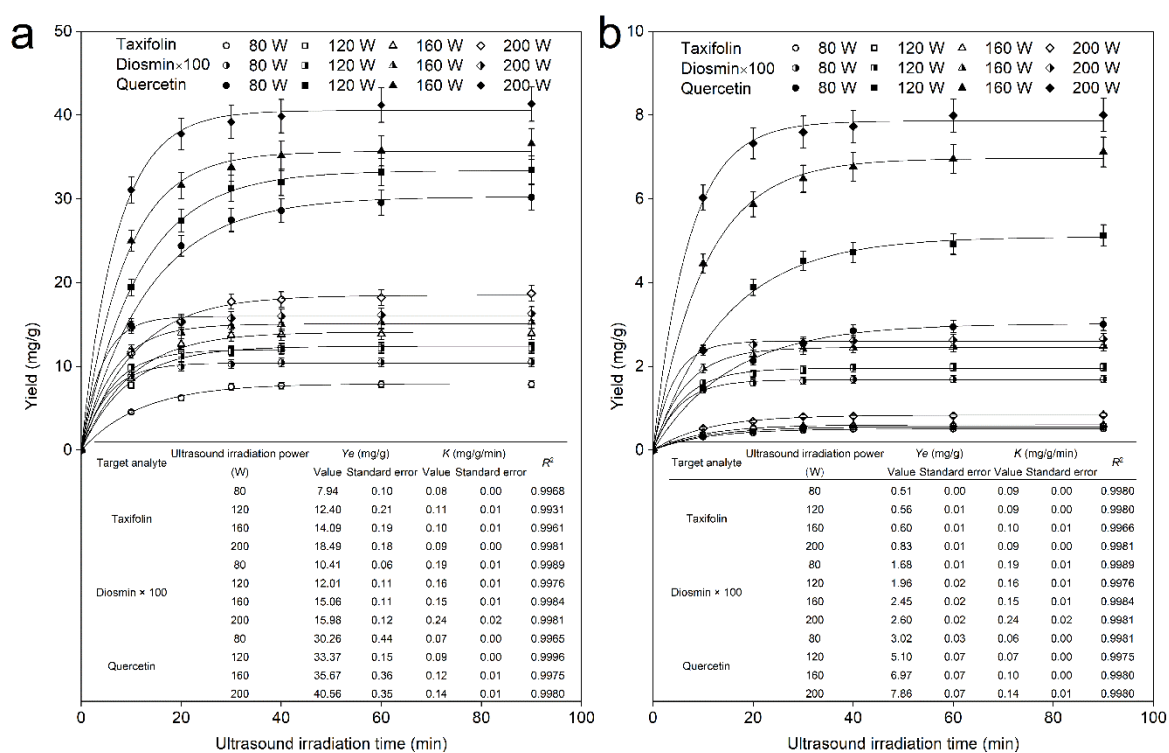 a
Taxifolin 80 W 120 W 160 W 200 W
Diosmin×100 80 W 120 W 160 W 200 W
Quercetin 80 W 120 W 160 W 200 W
50
40
30
20
10
0
Yield (mg/g)
Target analyte Ultrasound irradiation power (W) Ye (mg/g) K (mg/g/min) R²
Value Standard error Value Standard error
Taxifolin
80 7.94 0.10 0.08 0.00 0.9968
120 12.40 0.21 0.11 0.01 0.9931
160 14.09 0.19 0.10 0.01 0.9961
200 18.49 0.18 0.09 0.00 0.9981
Diosmin × 100
80 10.41 0.06 0.19 0.01 0.9989
120 12.01 0.11 0.16 0.01 0.9976
160 15.06 0.11 0.15 0.01 0.9984
200 15.98 0.12 0.24 0.02 0.9981
Quercetin
80 30.26 0.44 0.07 0.00 0.9965
120 33.37 0.15 0.09 0.00 0.9996
160 35.67 0.36 0.12 0.01 0.9975
200 40.56 0.35 0.14 0.01 0.9980
0 20 40 60 80 100
Ultrasound irradiation time (min)
b
Taxifolin 80 W 120 W 160 W 200 W
Diosmin×100 80 W 120 W 160 W 200 W
Quercetin 80 W 120 W 160 W 200 W
10
8
6
4
2
0
Yield (mg/g)
Target analyte Ultrasound irradiation power (W) Ye (mg/g) K (mg/g/min) R²
Value Standard error Value Standard error
Taxifolin
80 0.51 0.00 0.09 0.00 0.9980
120 0.56 0.01 0.09 0.00 0.9980
160 0.60 0.01 0.10 0.01 0.9966
200 0.83 0.01 0.09 0.00 0.9981
Diosmin × 100
80 1.68 0.01 0.19 0.01 0.9989
120 1.96 0.02 0.16 0.01 0.9976
160 2.45 0.02 0.15 0.01 0.9984
200 2.60 0.02 0.24 0.02 0.9981
Quercetin
80 3.02 0.03 0.06 0.00 0.9981
120 5.10 0.07 0.07 0.00 0.9975
160 6.97 0.07 0.10 0.00 0.9980
200 7.86 0.07 0.14 0.01 0.9980
0 20 40 60 80 100
Ultrasound irradiation time (min)